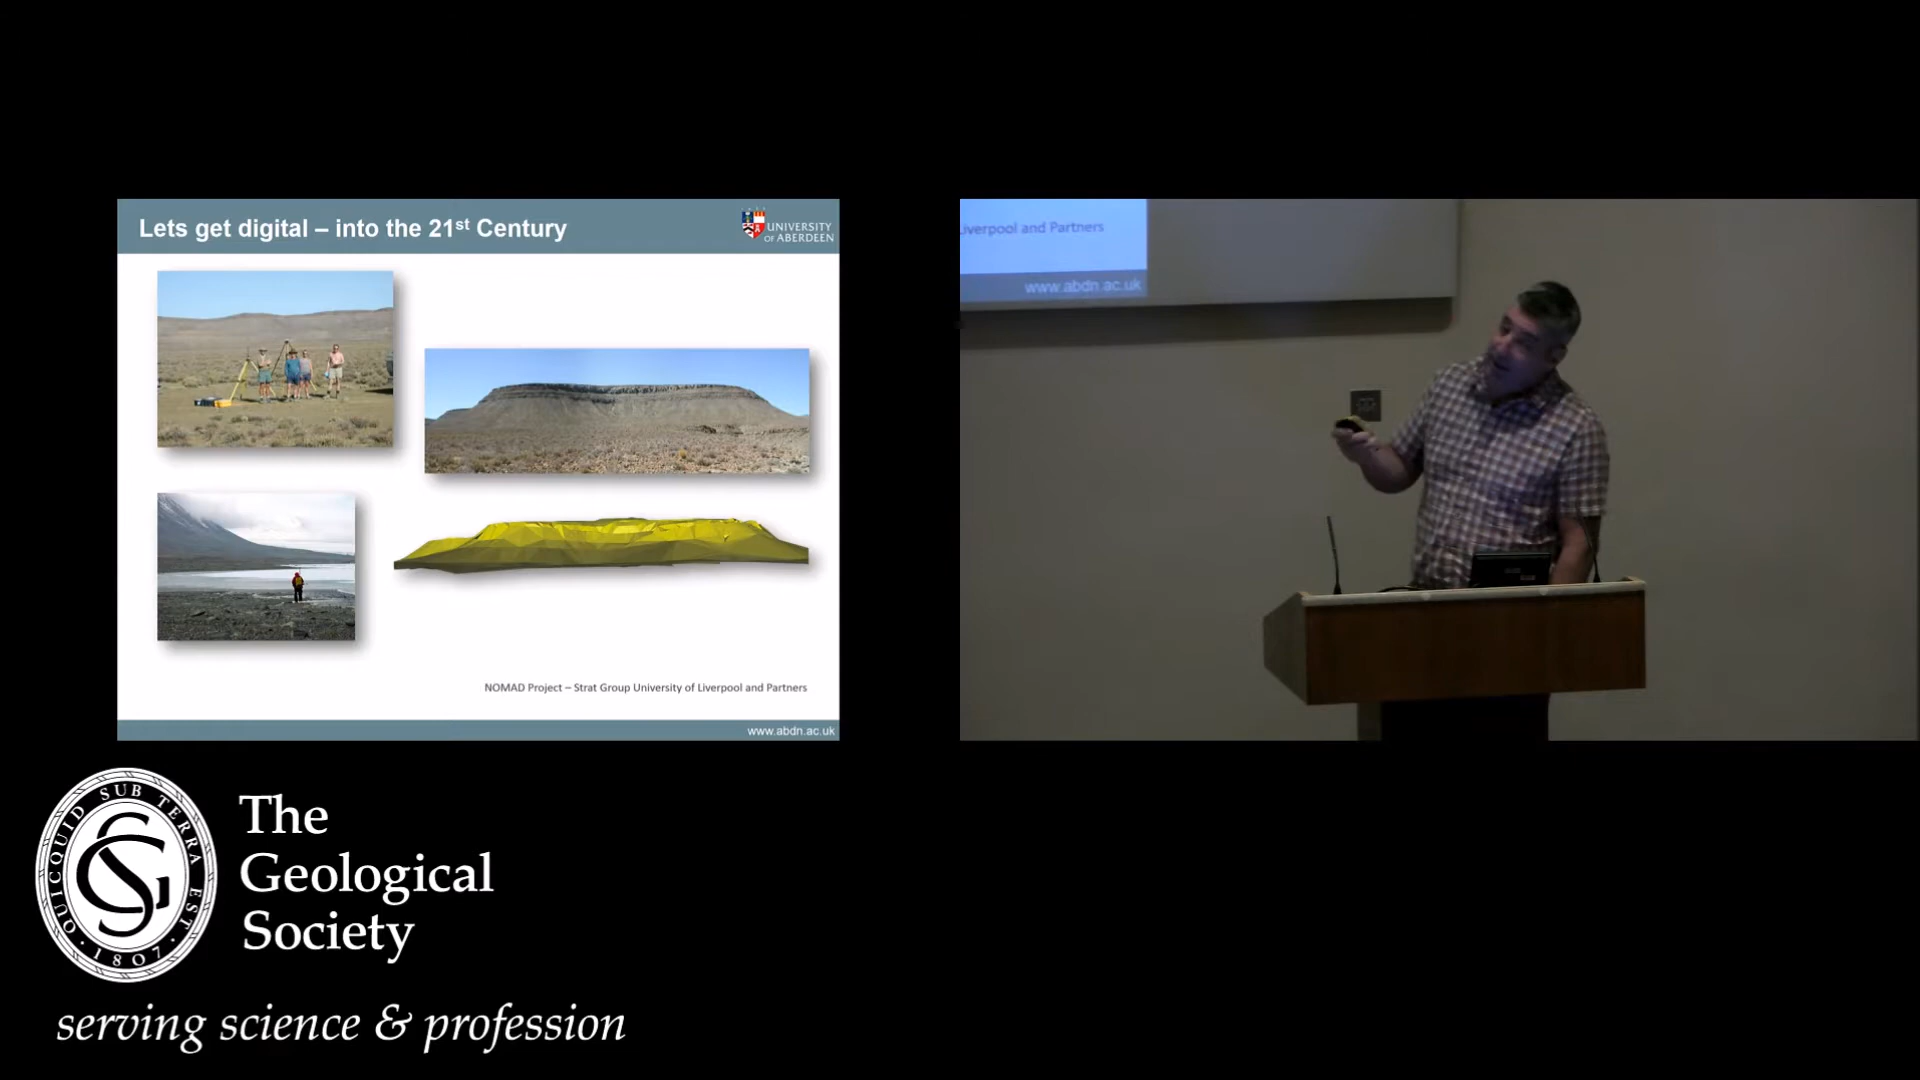 Lets get digital – into the 21st Century
UNIVERSITY
OF ABERDEEN
NOMAD Project – Strat Group University of Liverpool and Partners
www.abdn.ac.uk
Liverpool and Partners
www.abdn.ac.uk
QUICQUID SUB TERRA EST
1807
The
Geological
Society
serving science & profession